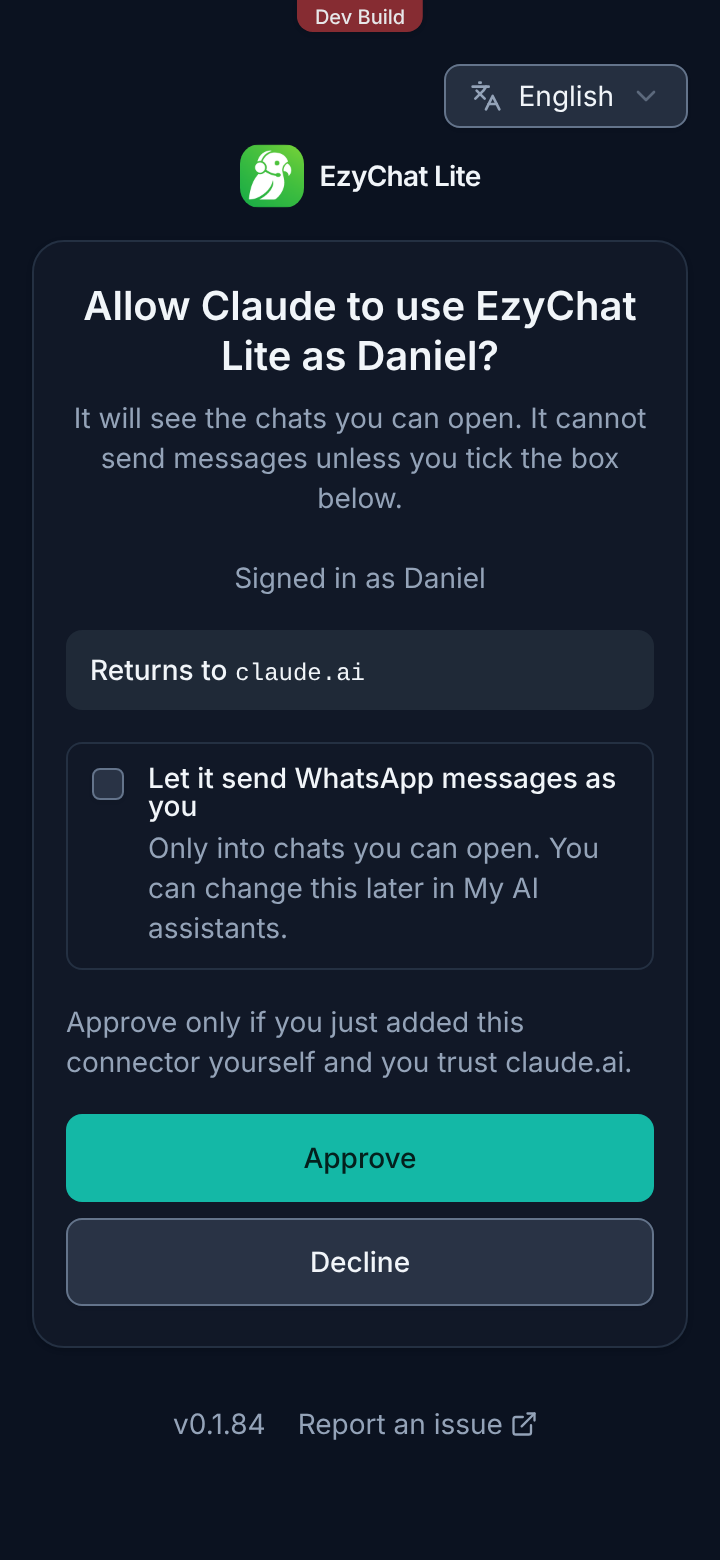 Dev Build
English
EzyChat Lite
Allow Claude to use EzyChat
Lite as Daniel?
It will see the chats you can open. It cannot
send messages unless you tick the box
below.
Signed in as Daniel
Returns to claude.ai
Let it send WhatsApp messages as
you
Only into chats you can open. You
can change this later in My AI
assistants.
Approve only if you just added this
connector yourself and you trust claude.ai.
Approve
Decline
v0.1.84 Report an issue